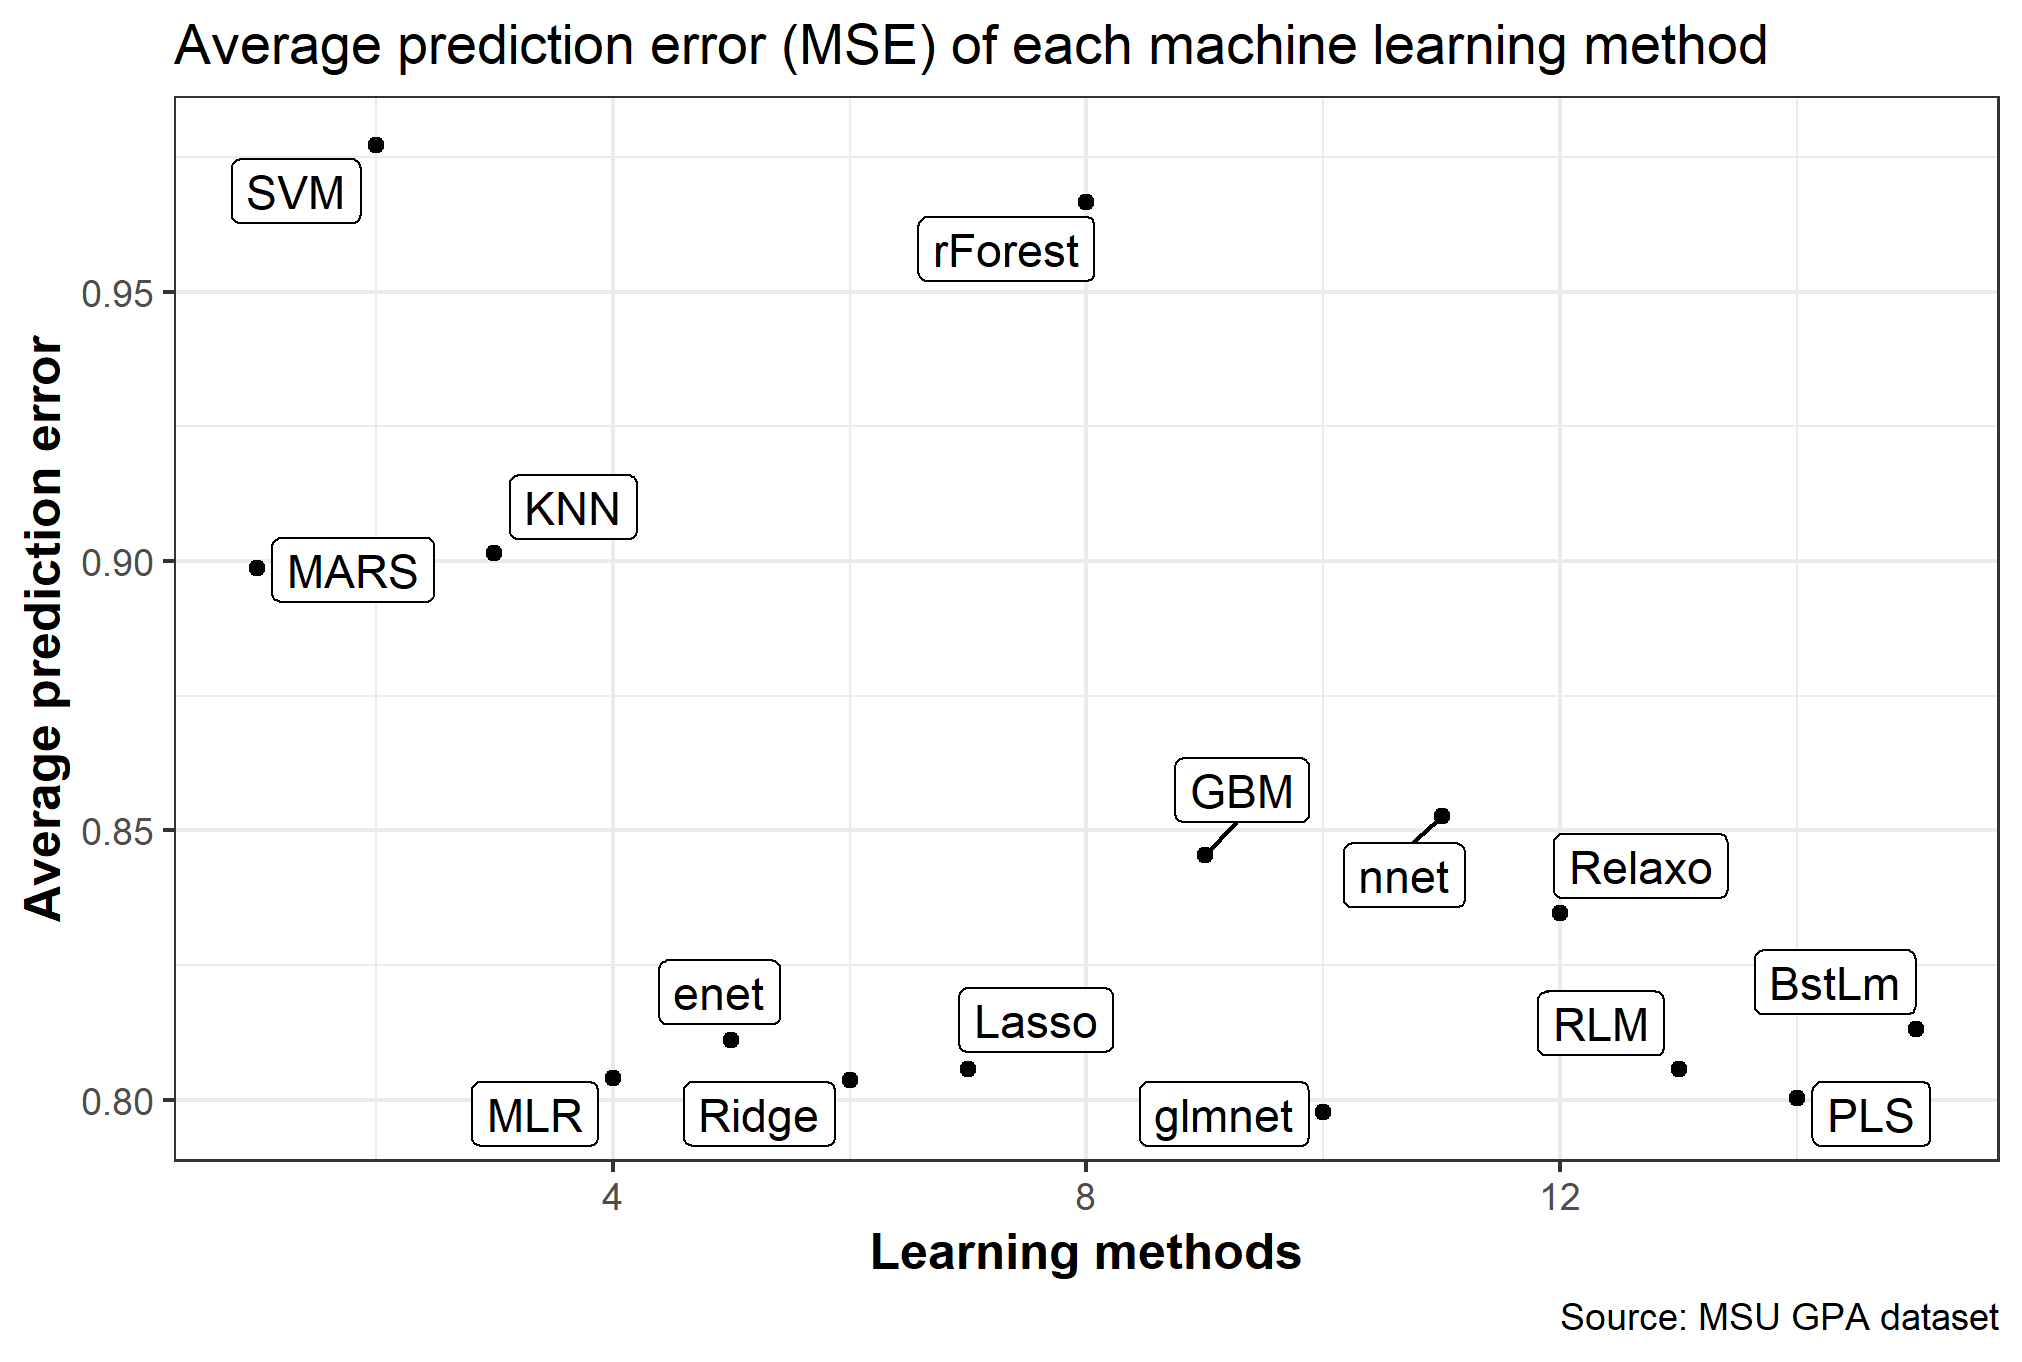 Average prediction error (MSE) of each machine learning method
SVM
rForest
0.95
KNN
0.90
MARS
GBM
0.85
nnet
Relaxo
enet
Lasso
BstLm
RLM
0.80
MLR
Ridge
glmnet
PLS
Average prediction error
4
8
12
Learning methods
Source: MSU GPA dataset